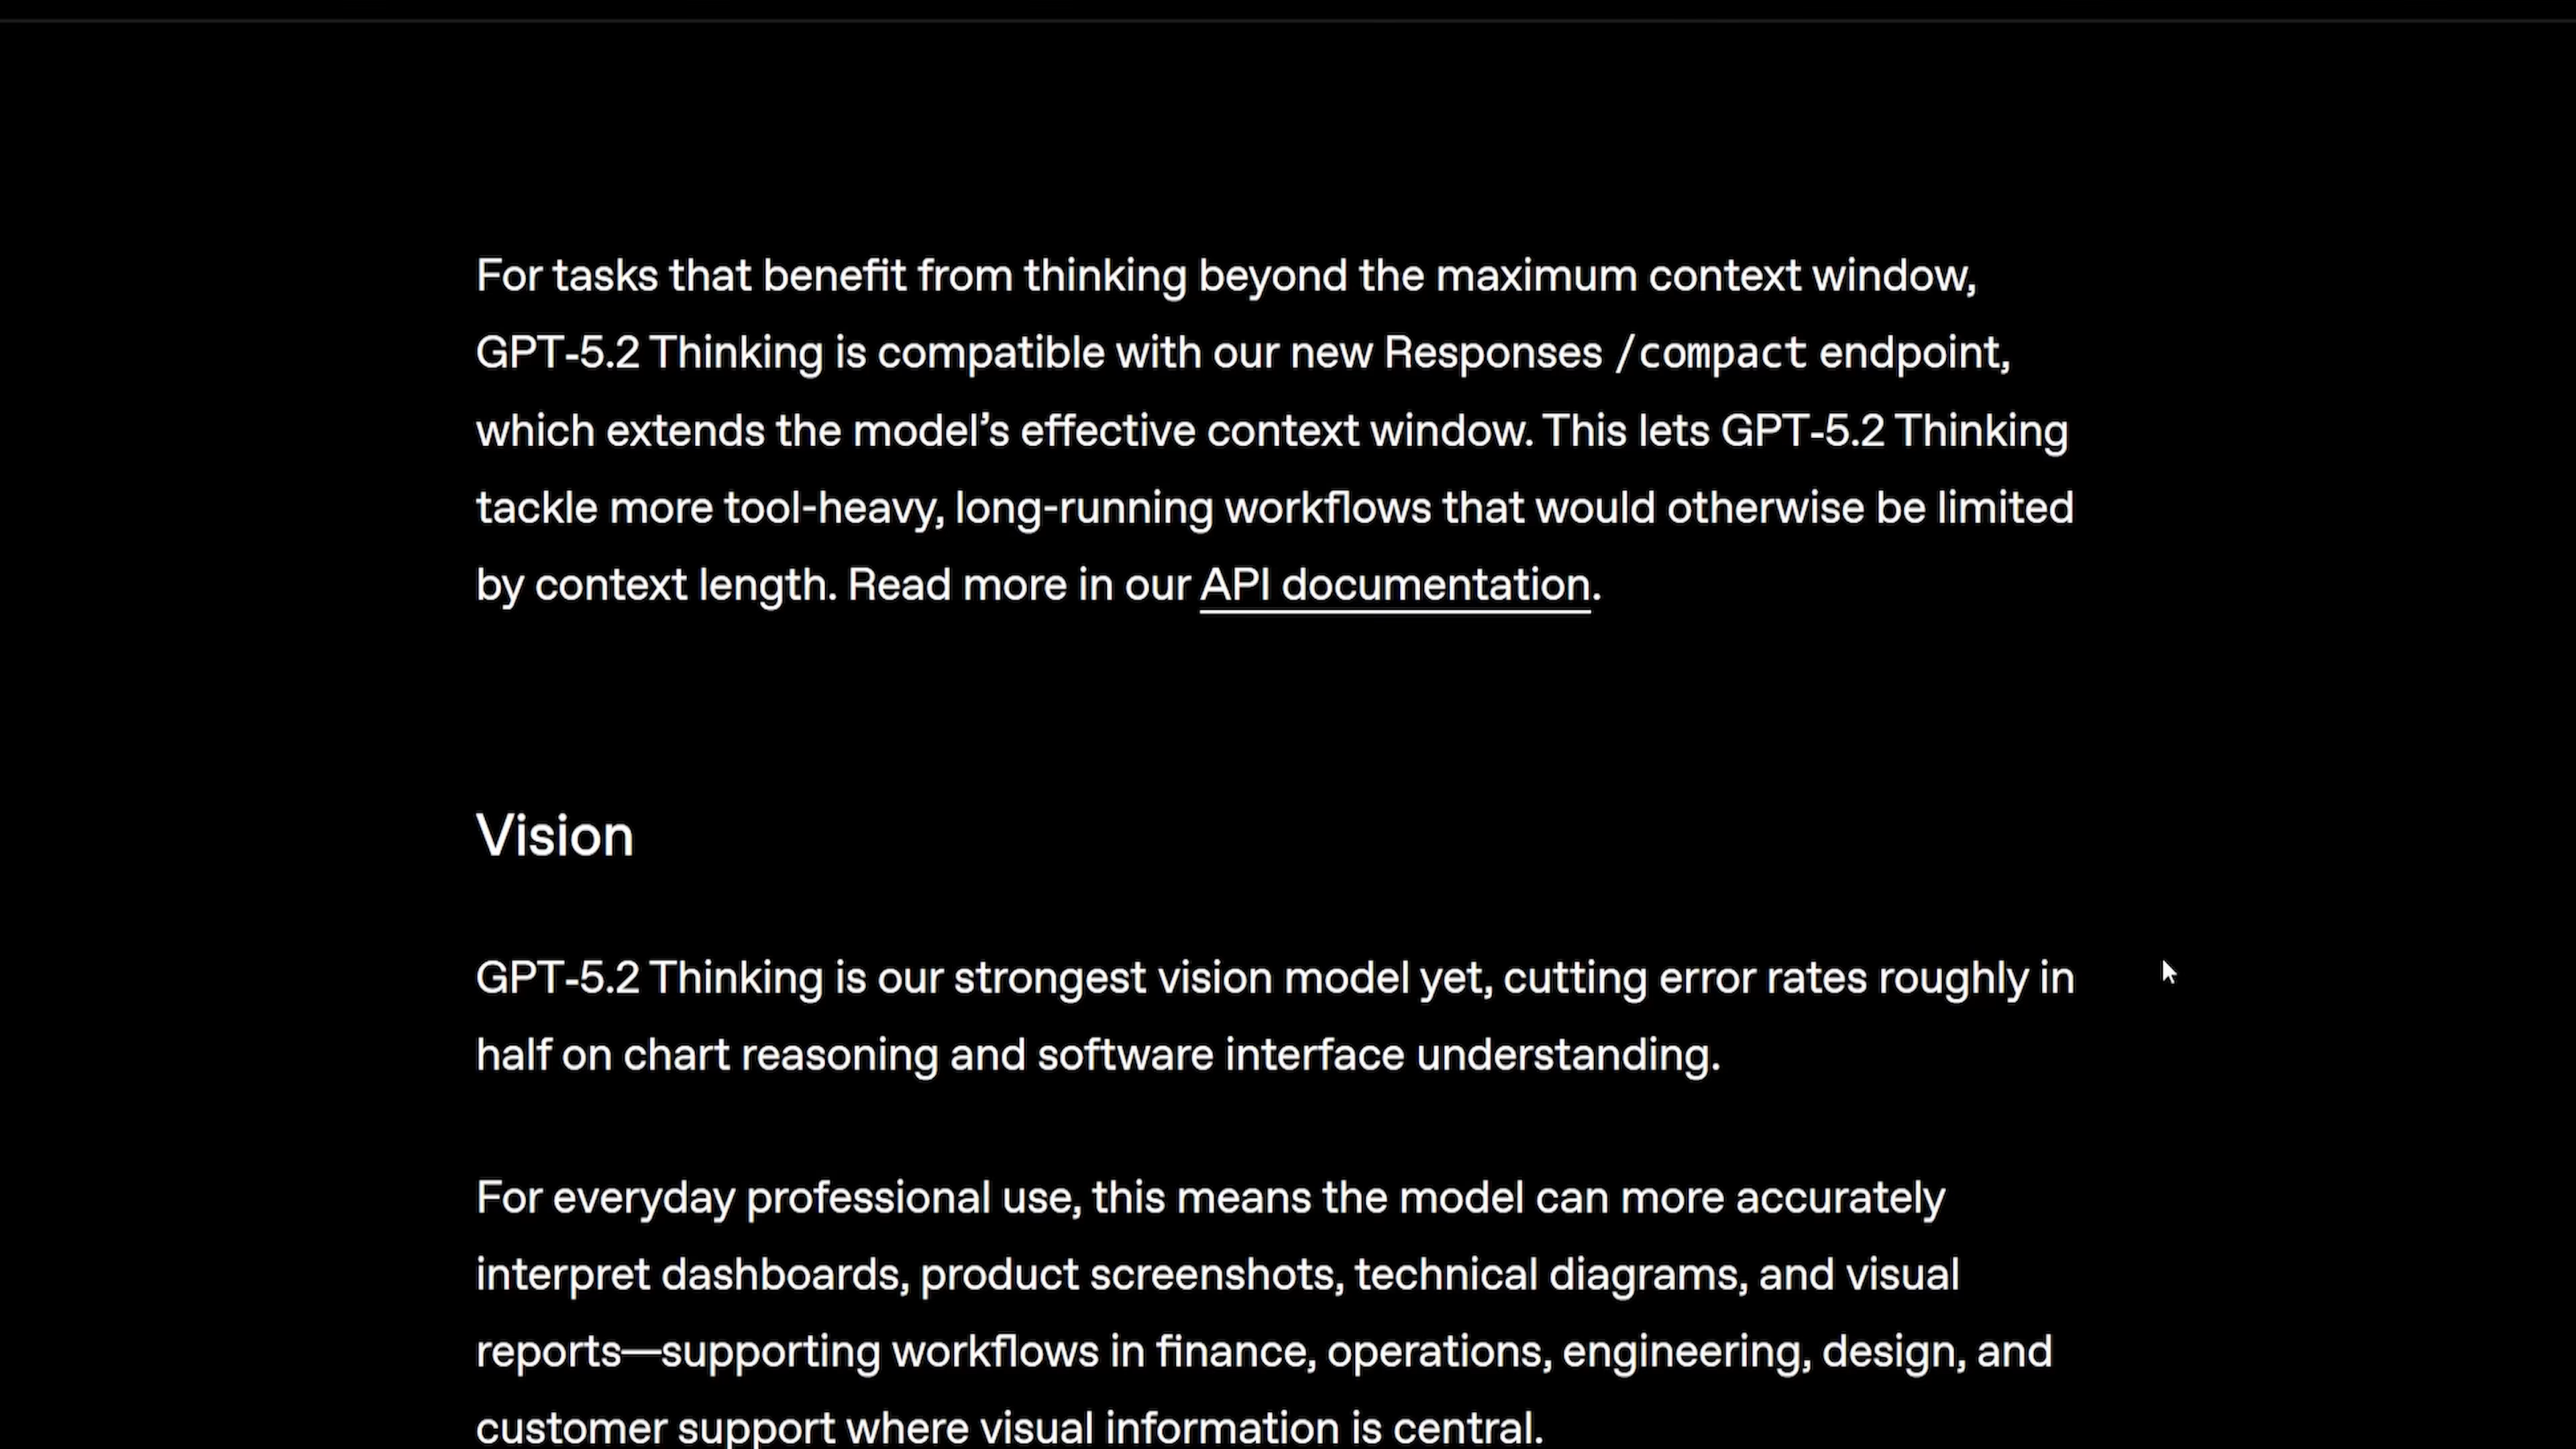 For tasks that benefit from thinking beyond the maximum context window,
GPT-5.2 Thinking is compatible with our new Responses /compact endpoint,
which extends the model’s effective context window. This lets GPT-5.2 Thinking
tackle more tool-heavy, long-running workflows that would otherwise be limited
by context length. Read more in our API documentation.
Vision
GPT-5.2 Thinking is our strongest vision model yet, cutting error rates roughly in
half on chart reasoning and software interface understanding.
For everyday professional use, this means the model can more accurately
interpret dashboards, product screenshots, technical diagrams, and visual
reports—supporting workflows in finance, operations, engineering, design, and
customer support where visual information is central.